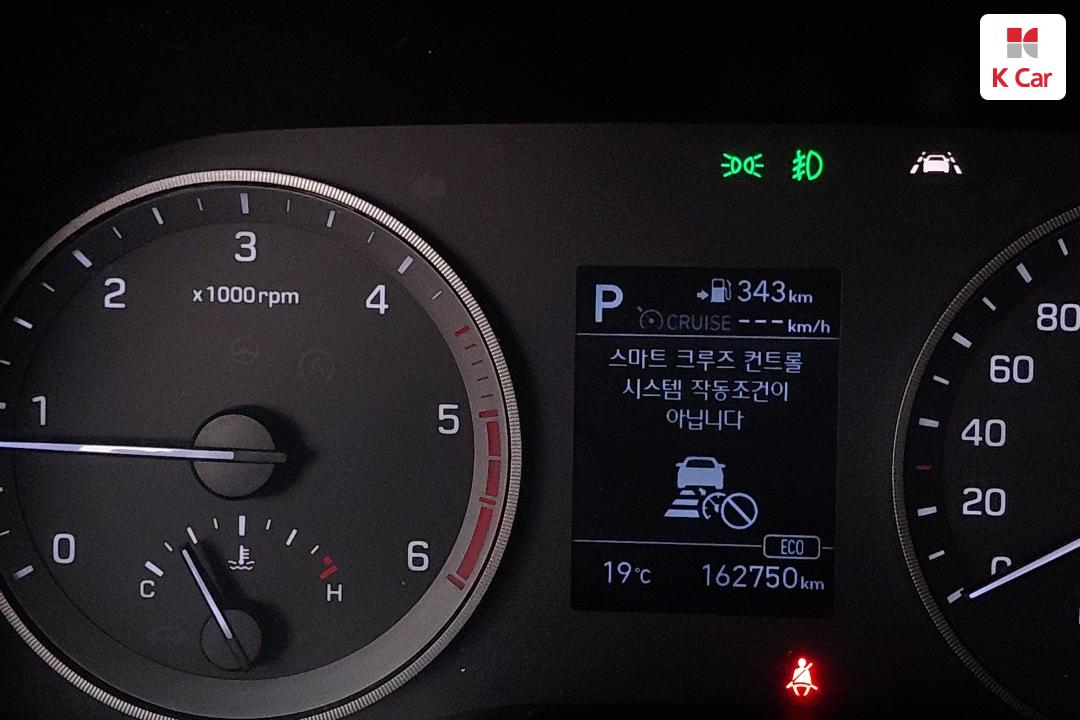 K Car
3
2
x1000rpm
4
1
5
0
6
C
H
P
343km
CRUISE ---km/h
스마트 크루즈 컨트롤
시스템 작동조건이
아닙니다
ECO
19°C
162750km
80
60
40
20